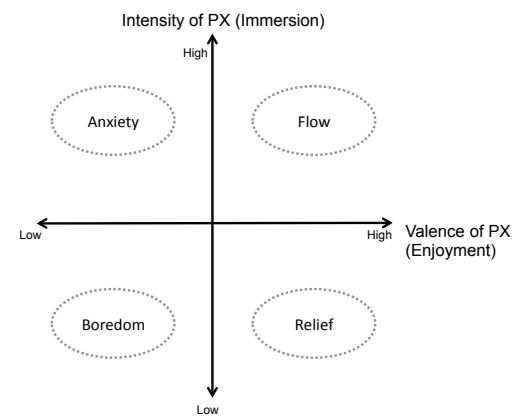 Intensity of PX (Immersion)
High
Anxiety
Flow
Low
High
Valence of PX
(Enjoyment)
Boredom
Relief
Low